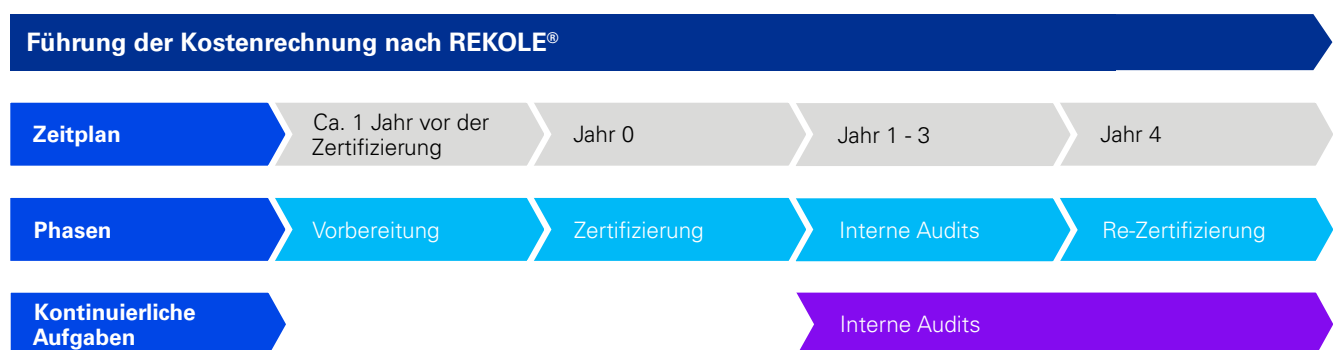 Führung der Kostenrechnung nach REKOLE®
Zeitplan
Ca. 1 Jahr vor der
Zertifizierung
Jahr 0
Jahr 1 - 3
Jahr 4
Phasen
Vorbereitung
Zertifizierung
Interne Audits
Re-Zertifizierung
Kontinuierliche
Aufgaben
Interne Audits